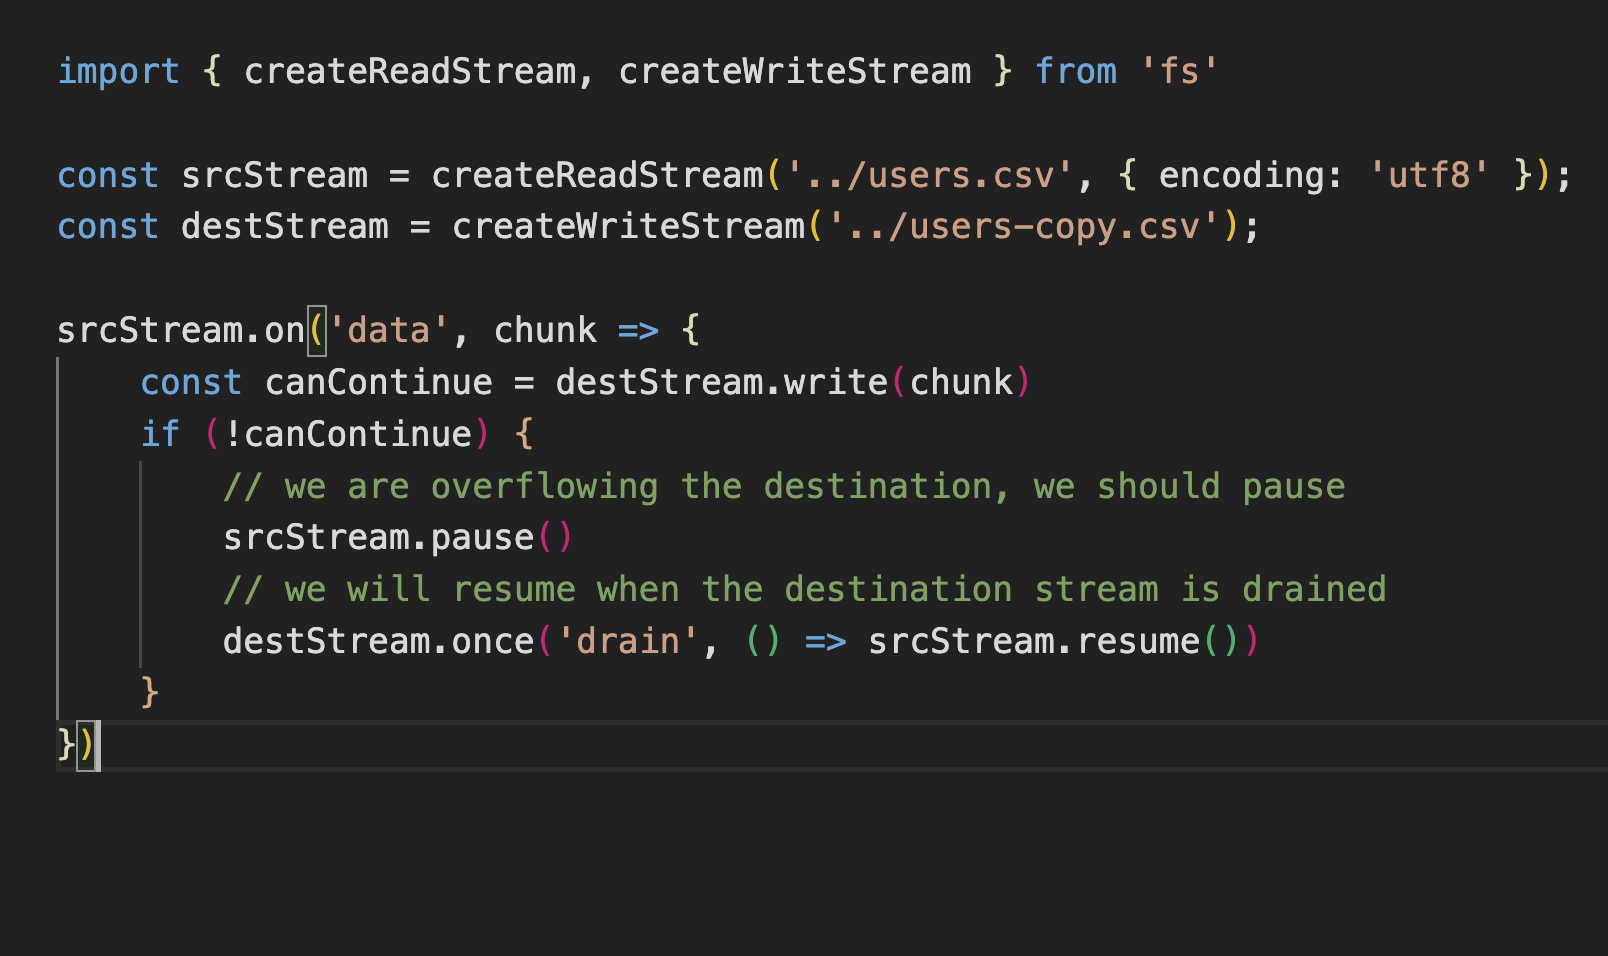 import { createReadStream, createWriteStream } from 'fs'
const srcStream = createReadStream('../users.csv', { encoding: 'utf8' });
const destStream = createWriteStream('../users-copy.csv');
srcStream.on('data', chunk => {
    const canContinue = destStream.write(chunk)
    if (!canContinue) {
        // we are overflowing the destination, we should pause
        srcStream.pause()
        // we will resume when the destination stream is drained
        destStream.once('drain', () => srcStream.resume())
    }
})